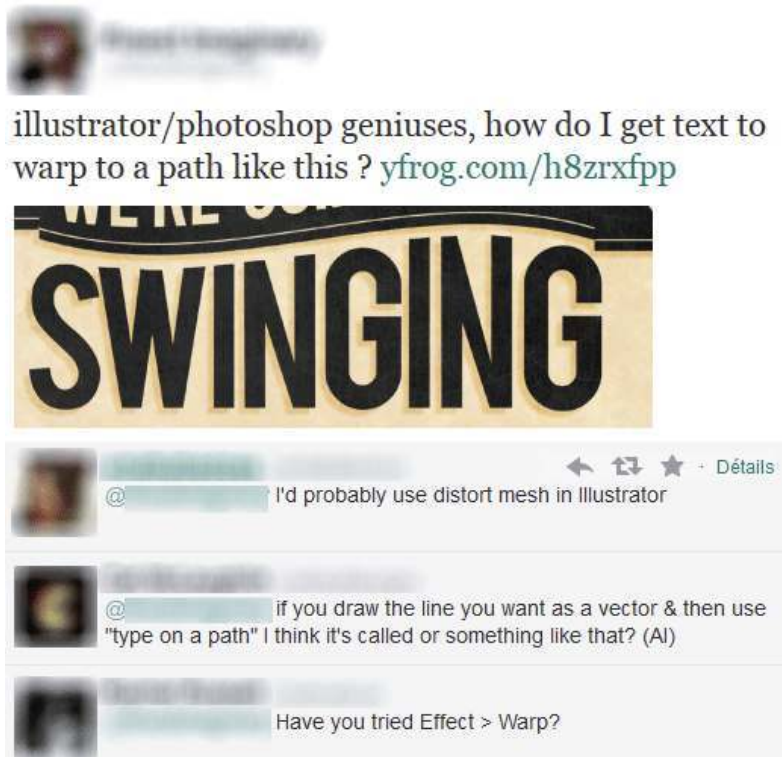 illustrator/photoshop geniuses, how do I get text to
warp to a path like this ? yfrog.com/h8zrxfpp
WE'RE
SWINGING
Détails
@ I'd probably use distort mesh in Illustrator
@ if you draw the line you want as a vector & then use
"type on a path" I think it's called or something like that? (AI)
Have you tried Effect > Warp?